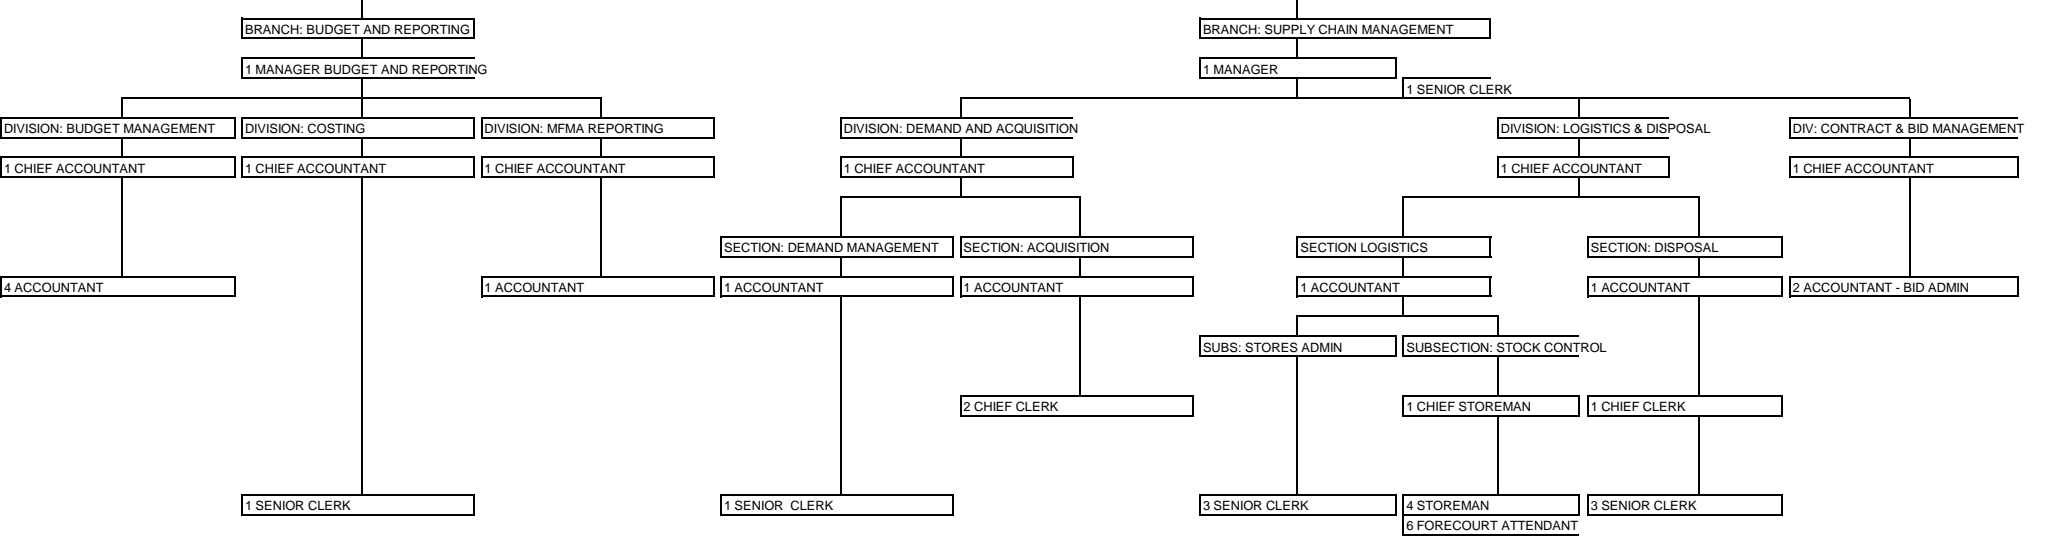 BRANCH: BUDGET AND REPORTING
BRANCH: SUPPLY CHAIN MANAGEMENT
1 MANAGER BUDGET AND REPORTING
1 MANAGER
1 SENIOR CLERK
DIVISION: BUDGET MANAGEMENT
DIVISION: COSTING
DIVISION: MFMA REPORTING
DIVISION: DEMAND AND ACQUISITION
DIVISION: LOGISTICS & DISPOSAL
DIV: CONTRACT & BID MANAGEMENT
1 CHIEF ACCOUNTANT
1 CHIEF ACCOUNTANT
1 CHIEF ACCOUNTANT
1 CHIEF ACCOUNTANT
1 CHIEF ACCOUNTANT
1 CHIEF ACCOUNTANT
SECTION: DEMAND MANAGEMENT
SECTION: ACQUISITION
SECTION LOGISTICS
SECTION: DISPOSAL
4 ACCOUNTANT
1 ACCOUNTANT
1 ACCOUNTANT
1 ACCOUNTANT
1 ACCOUNTANT
1 ACCOUNTANT
2 ACCOUNTANT - BID ADMIN
SUBS: STORES ADMIN
SUBSECTION: STOCK CONTROL
2 CHIEF CLERK
1 CHIEF STOREMAN
1 CHIEF CLERK
1 SENIOR CLERK
1 SENIOR  CLERK
3 SENIOR CLERK
4 STOREMAN
3 SENIOR CLERK
6 FORECOURT ATTENDANT